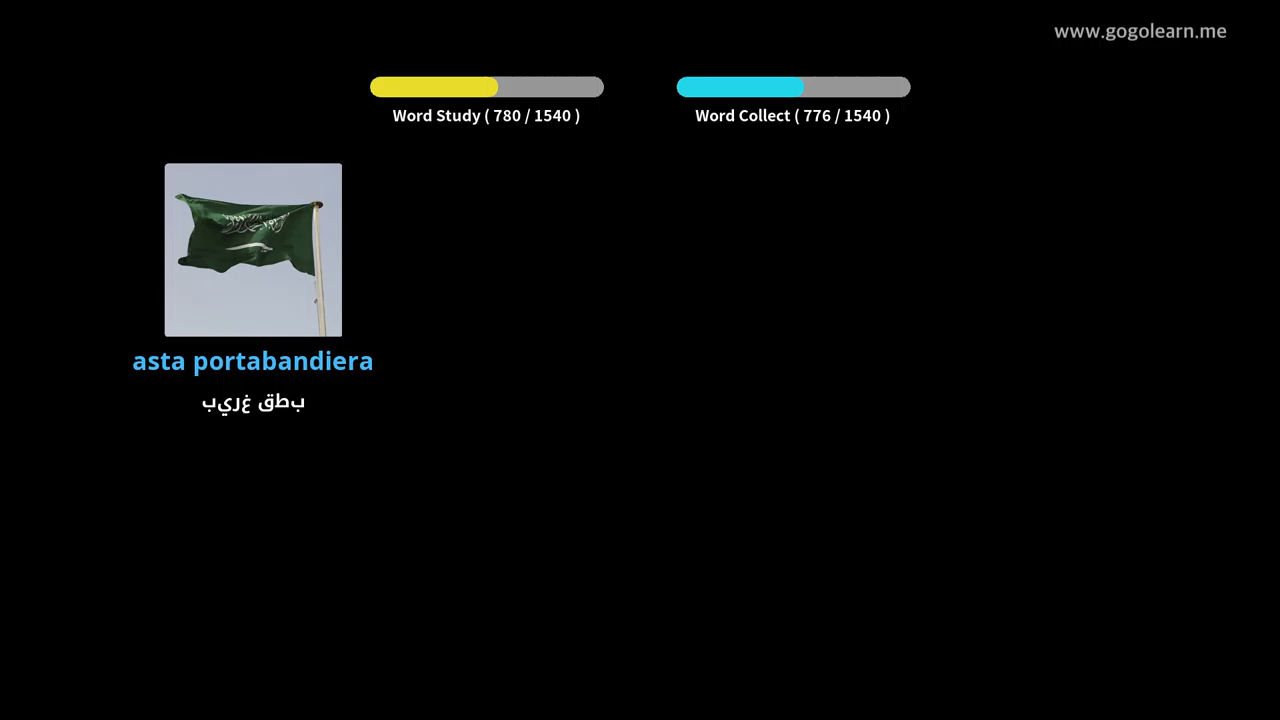 www.gogolearn.me
Word Study ( 780 / 1540 )
Word Collect ( 776 / 1540 )
asta portabandiera
بطق غريب